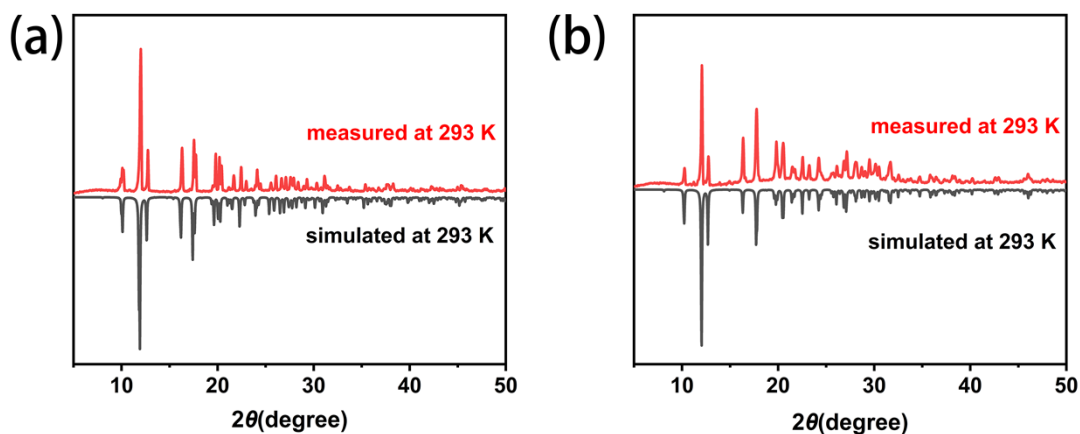 (a)
measured at 293 K
simulated at 293 K
10 20 30 40 50
2θ(degree)
(b)
measured at 293 K
simulated at 293 K
10 20 30 40 50
2θ(degree)